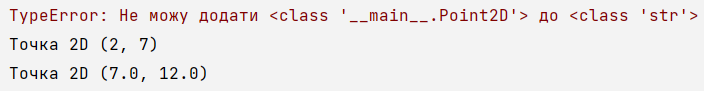 TypeError: Не можу додати <class '__main__.Point2D'> до <class 'str'>
Точка 2D (2, 7)
Точка 2D (7.0, 12.0)